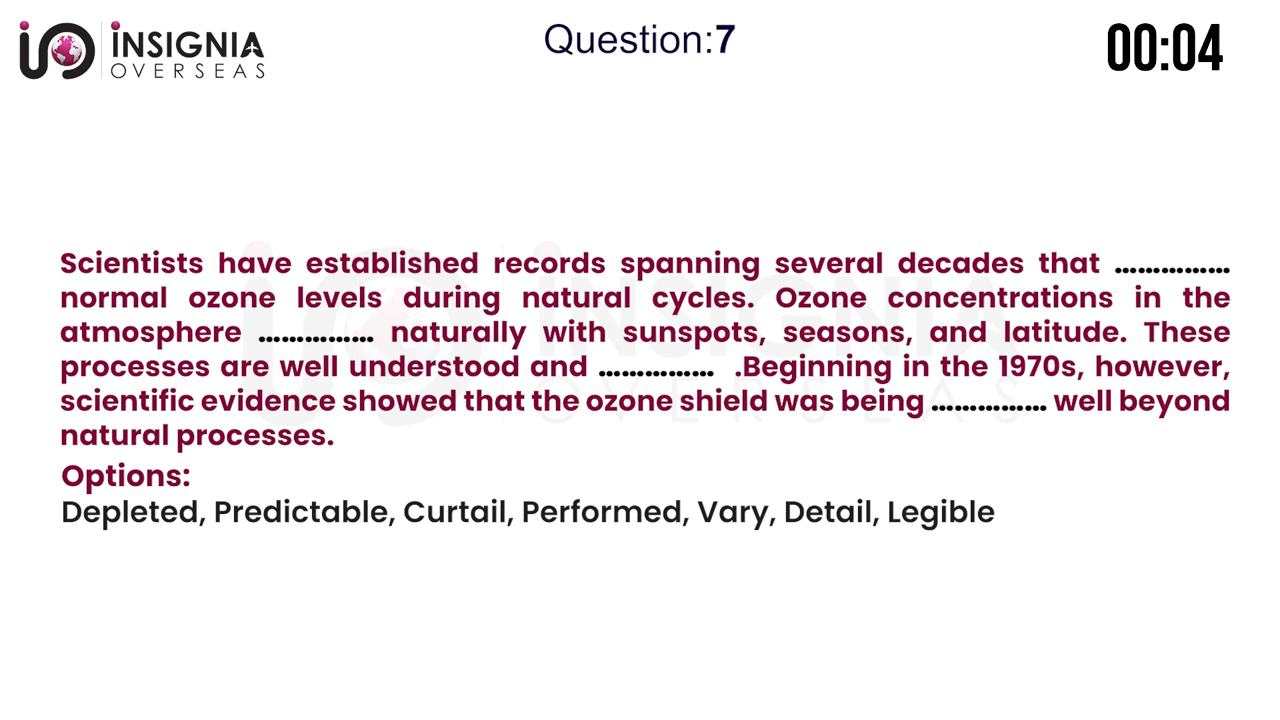 iNSIGNIA
OVERSEAS
Question:7
00:04
Scientists have established records spanning several decades that ...............
normal ozone levels during natural cycles. Ozone concentrations in the
atmosphere ............... naturally with sunspots, seasons, and latitude. These
processes are well understood and ............... .Beginning in the 1970s, however,
scientific evidence showed that the ozone shield was being ............... well beyond
natural processes.
Options:
Depleted, Predictable, Curtail, Performed, Vary, Detail, Legible